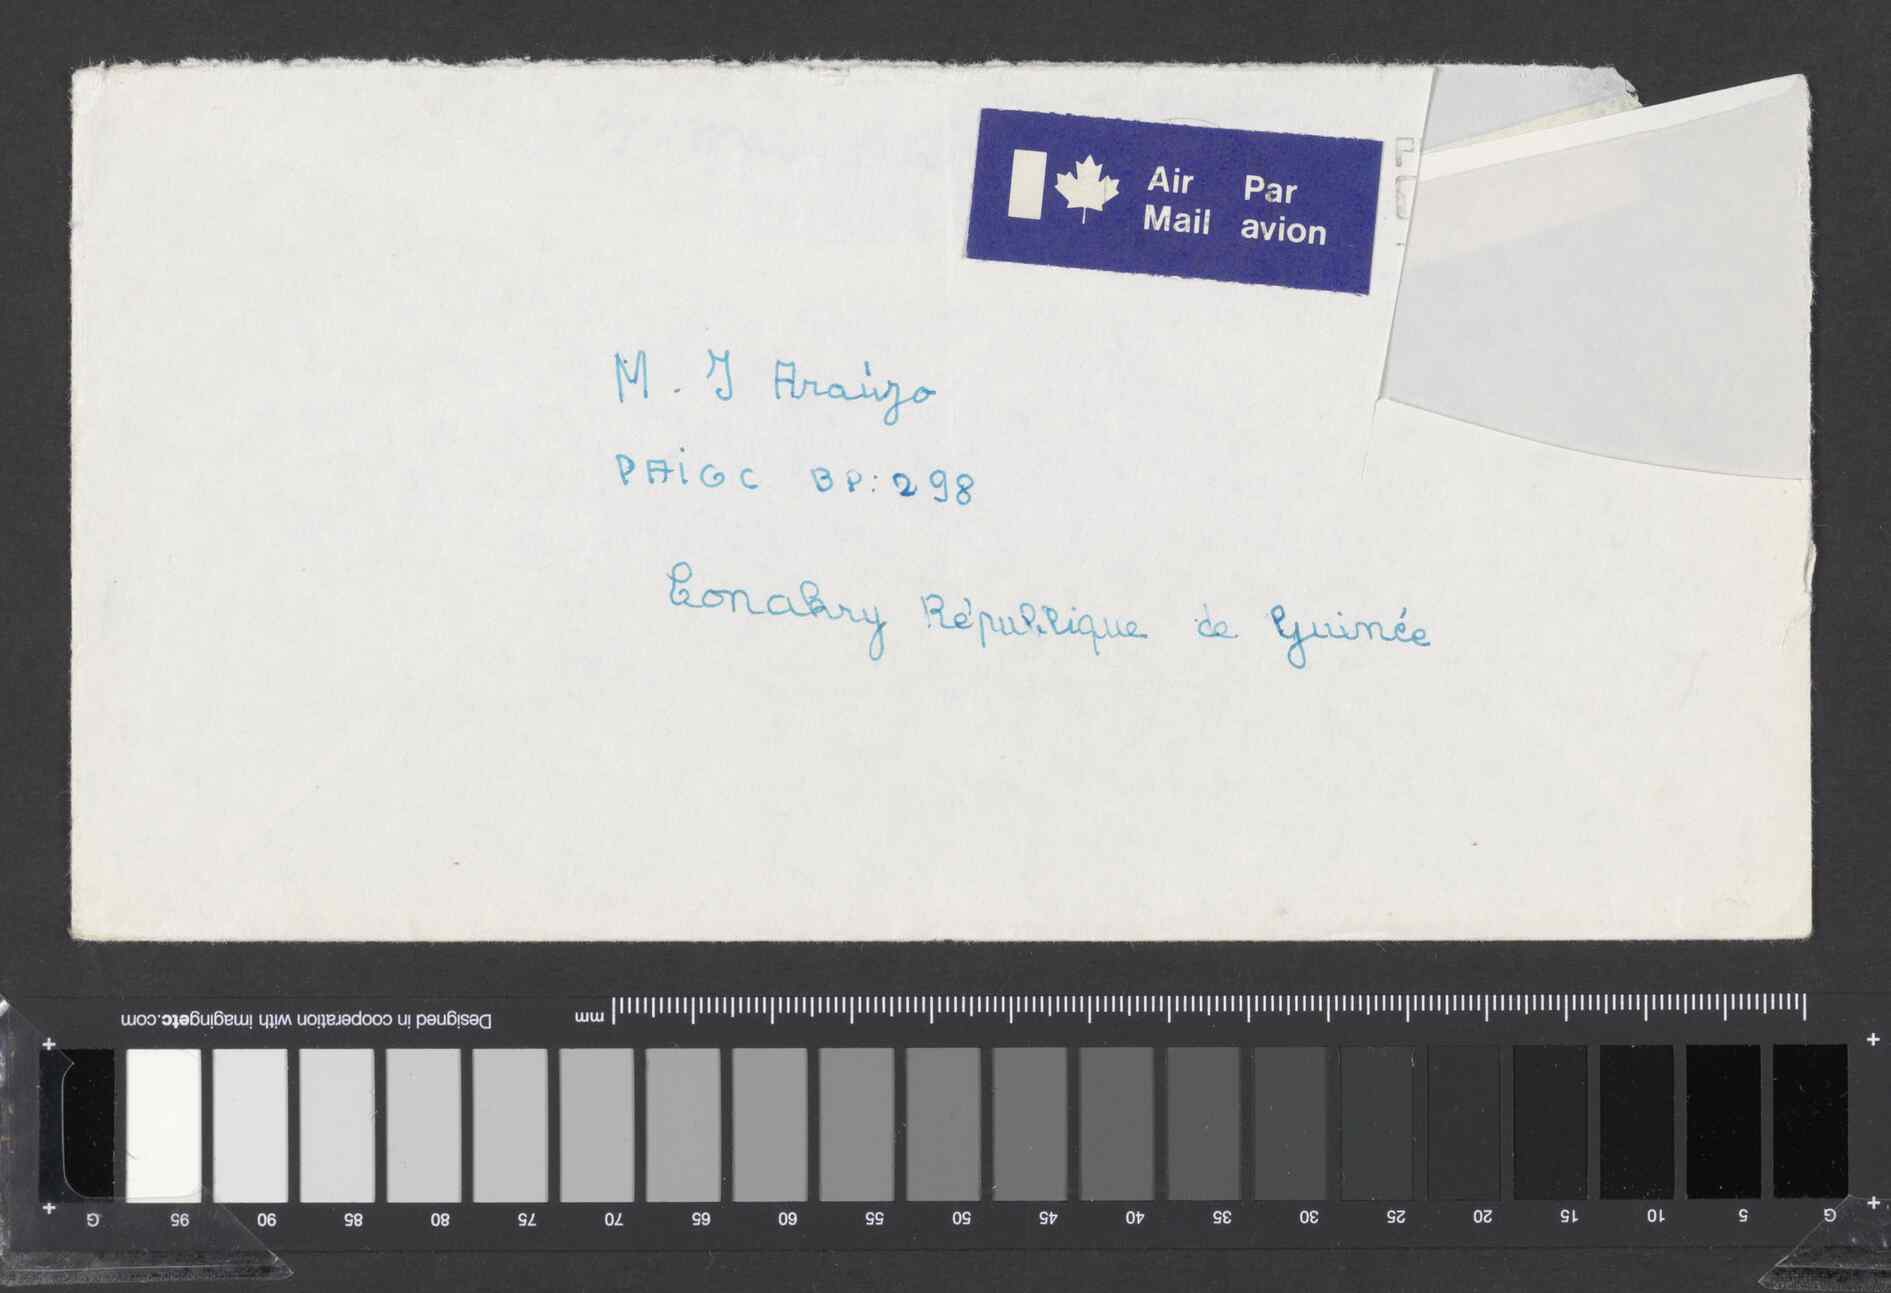 Air Par
Mail avion
M. J Araújo
PAIGC BP: 298
Conakry République de Guinée
Designed in cooperation with imagingetc.com
mm
G 95 90 85 80 75 70 65 60 55 50 45 40 35 30 25 20 15 10 5 G